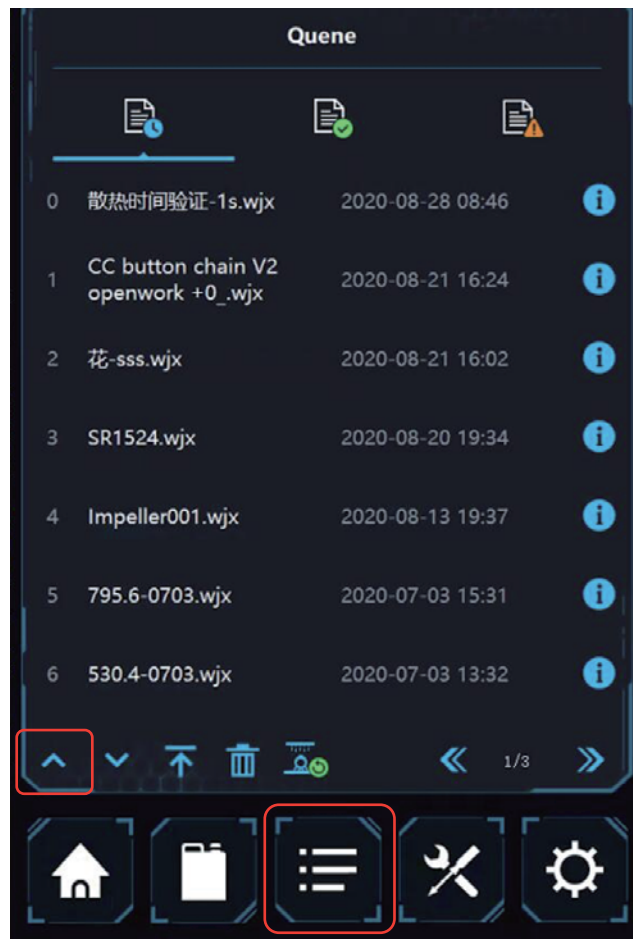 Quene
0 散热时间验证-1s.wjx 2020-08-28 08:46
1 CC button chain V2 openwork +0_.wjx 2020-08-21 16:24
2 花-sss.wjx 2020-08-21 16:02
3 SR1524.wjx 2020-08-20 19:34
4 Impeller001.wjx 2020-08-13 19:37
5 795.6-0703.wjx 2020-07-03 15:31
6 530.4-0703.wjx 2020-07-03 13:32
1/3